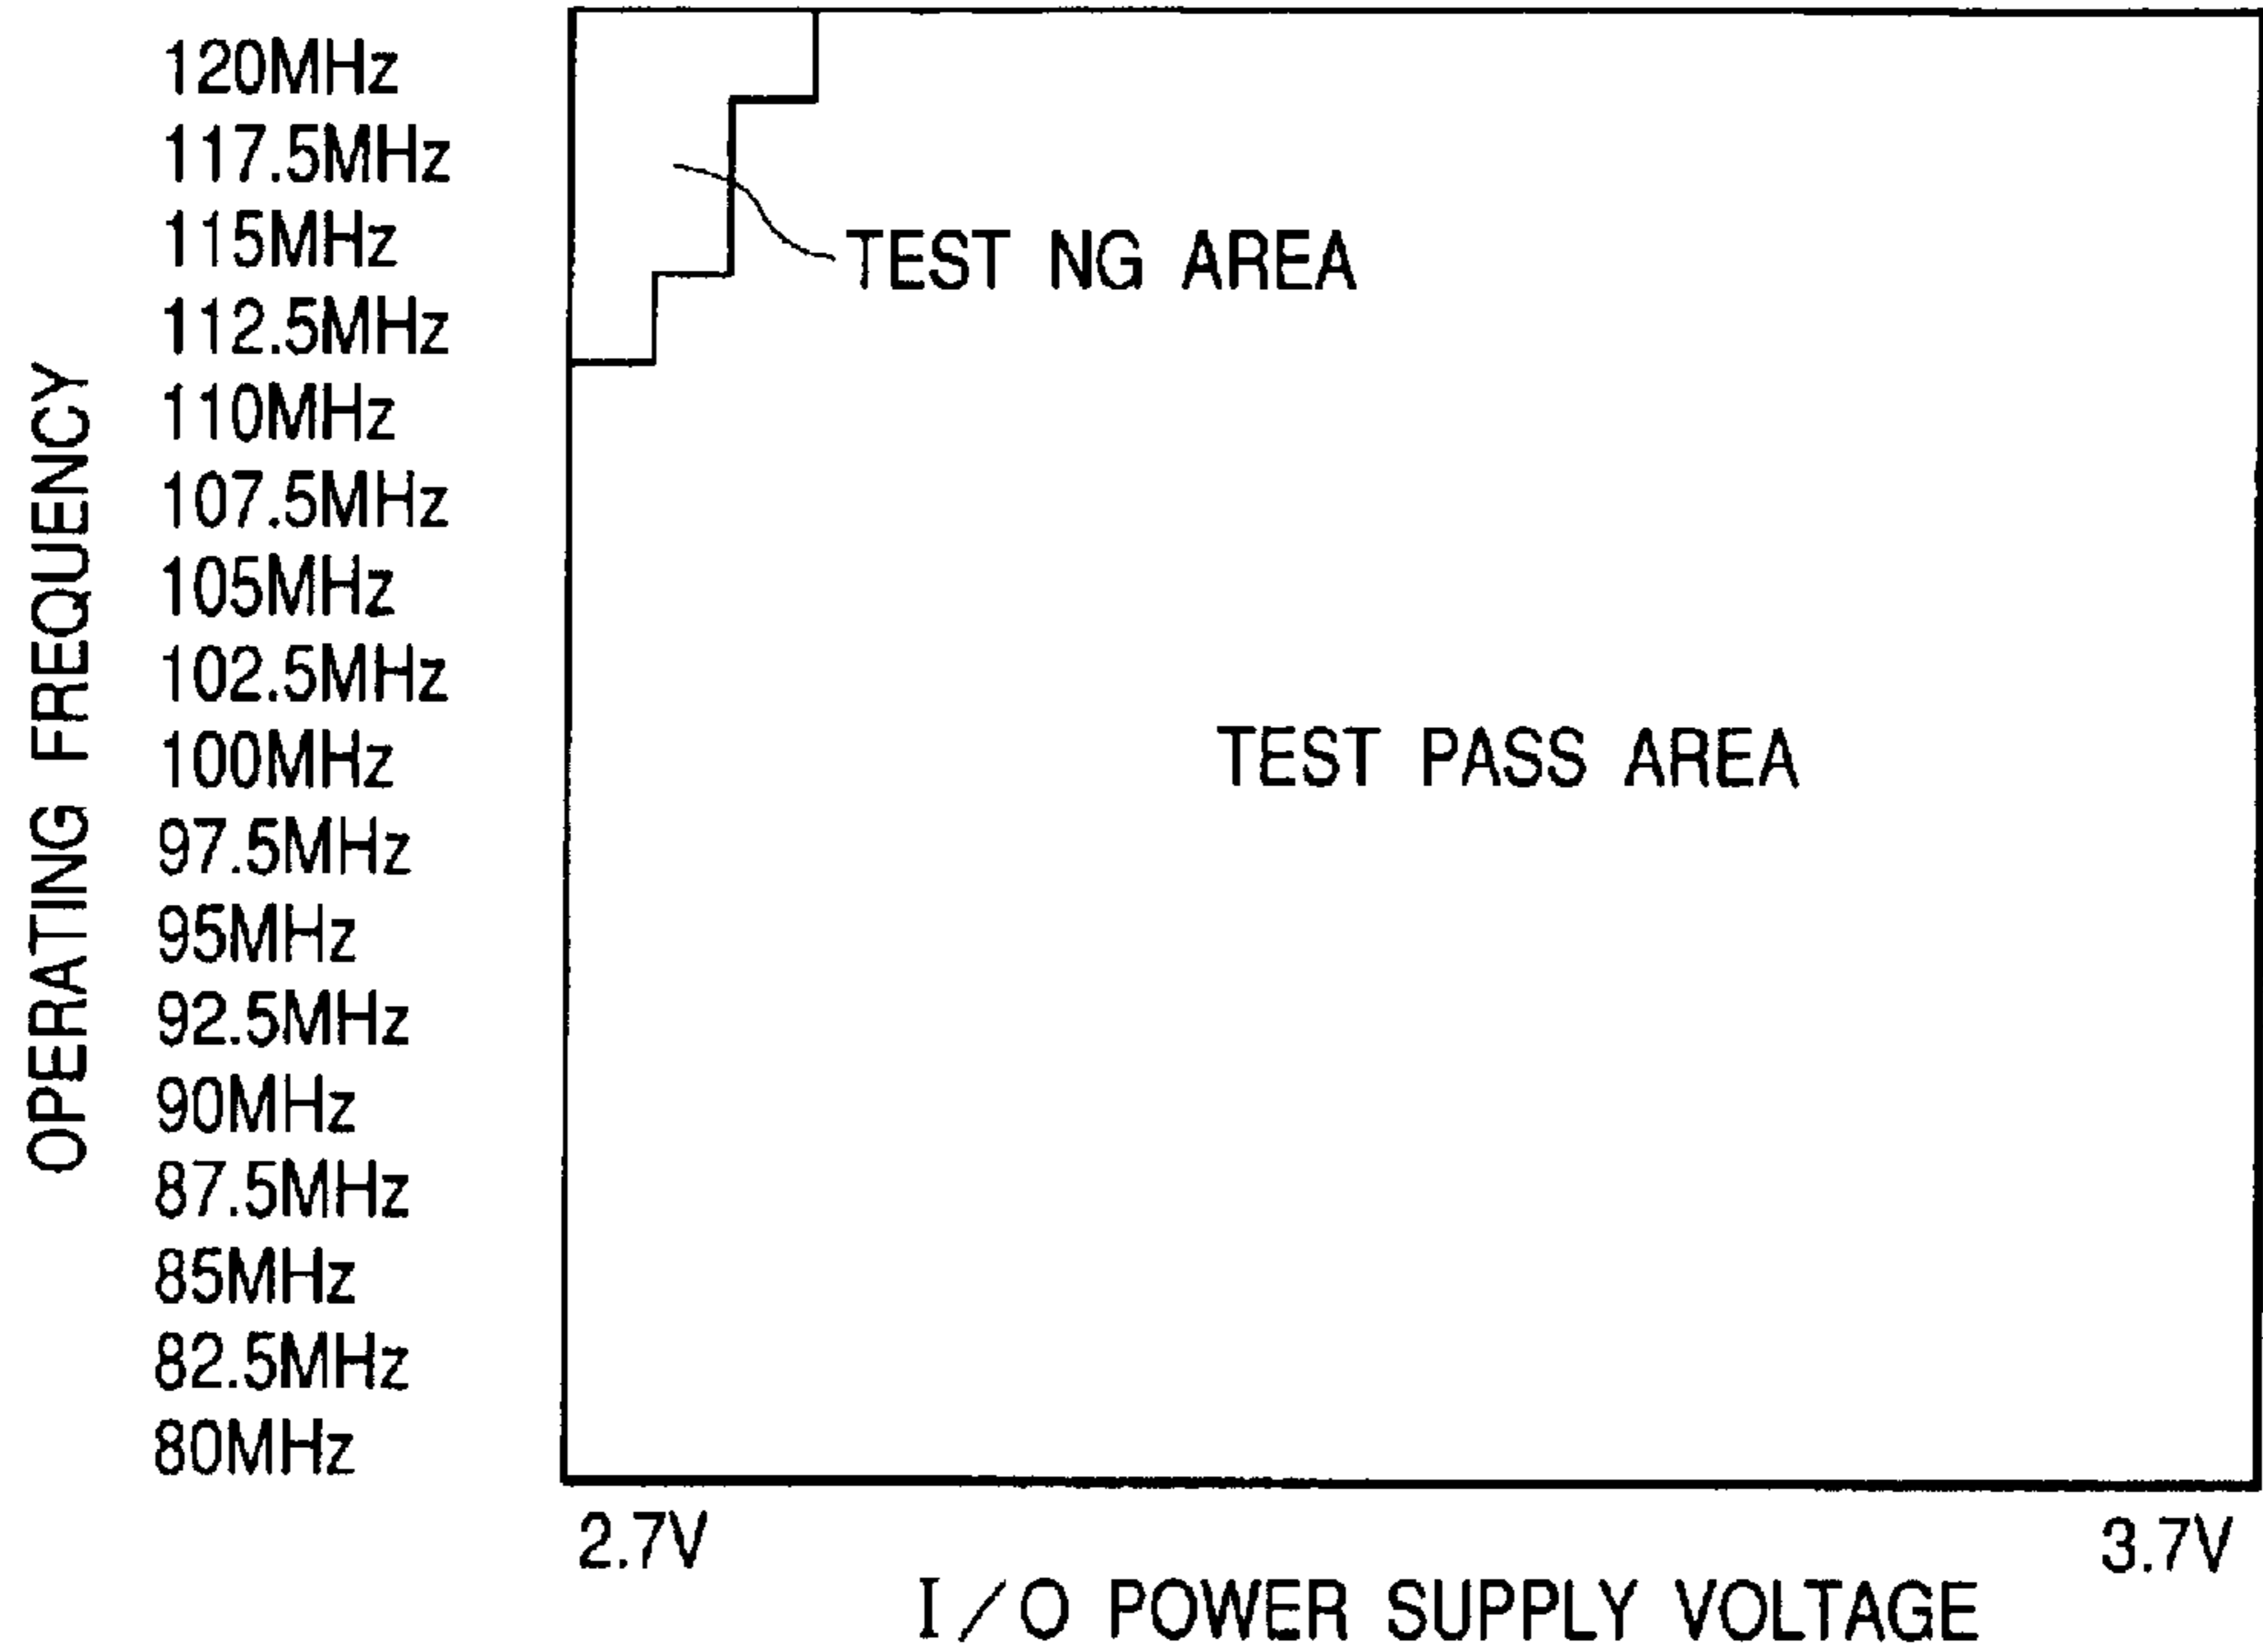 OPERATING FREQUENCY
120MHz
117.5MHz
115MHz
112.5MHz
110MHz
107.5MHz
105MHz
102.5MHz
100MHz
97.5MHz
95MHz
92.5MHz
90MHz
87.5MHz
85MHz
82.5MHz
80MHz
TEST NG AREA
TEST PASS AREA
2.7V
3.7V
I/O POWER SUPPLY VOLTAGE